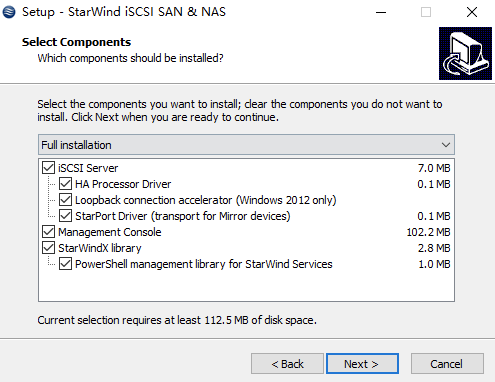 Setup - StarWind iSCSI SAN & NAS
Select Components
Which components should be installed?
Select the components you want to install; clear the components you do not want to
install. Click Next when you are ready to continue.
Full installation
iSCSI Server 7.0 MB
HA Processor Driver 0.1 MB
Loopback connection accelerator (Windows 2012 only)
StarPort Driver (transport for Mirror devices) 0.1 MB
Management Console 102.2 MB
StarWindX library 2.8 MB
PowerShell management library for StarWind Services 1.0 MB
Current selection requires at least 112.5 MB of disk space.
< Back Next > Cancel